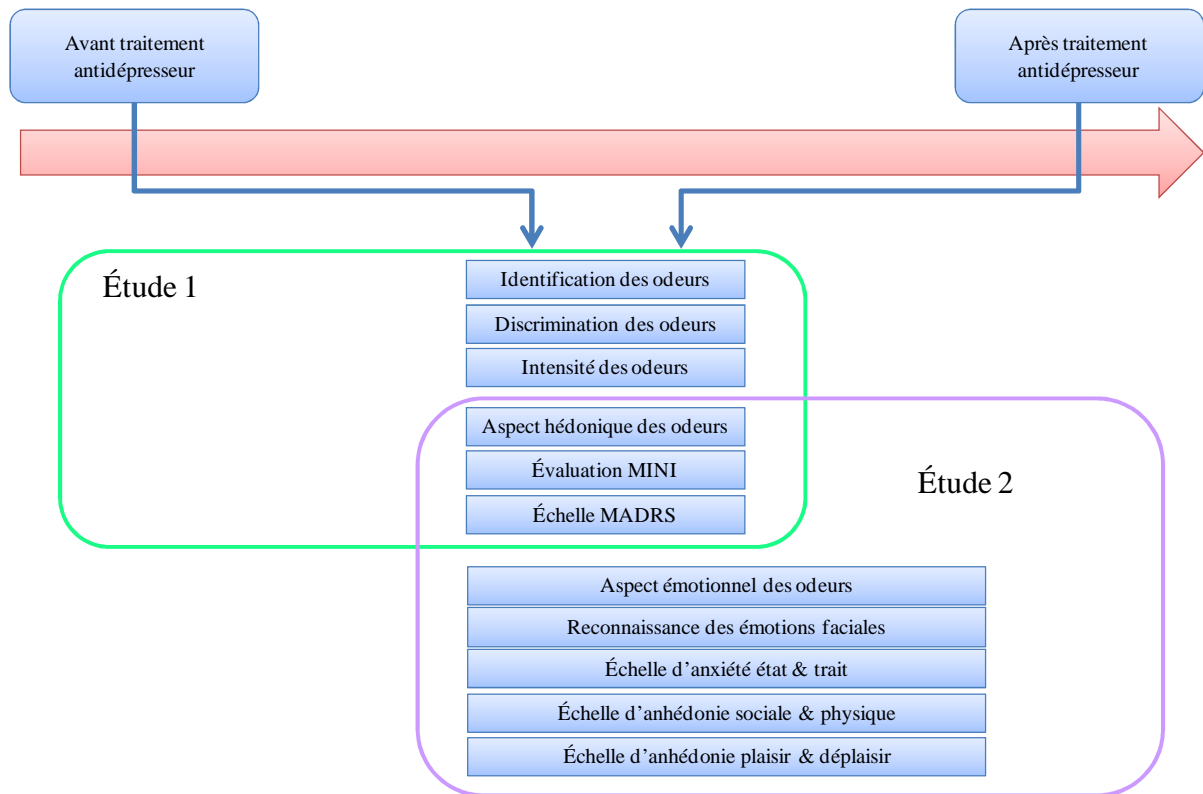 Avant traitement
antidépresseur
Après traitement
antidépresseur
Étude 1
Identification des odeurs
Discrimination des odeurs
Intensité des odeurs
Aspect hédonique des odeurs
Évaluation MINI
Échelle MADRS
Étude 2
Aspect émotionnel des odeurs
Reconnaissance des émotions faciales
Échelle d'anxiété état & trait
Échelle d'anhédonie sociale & physique
Échelle d'anhédonie plaisir & déplaisir